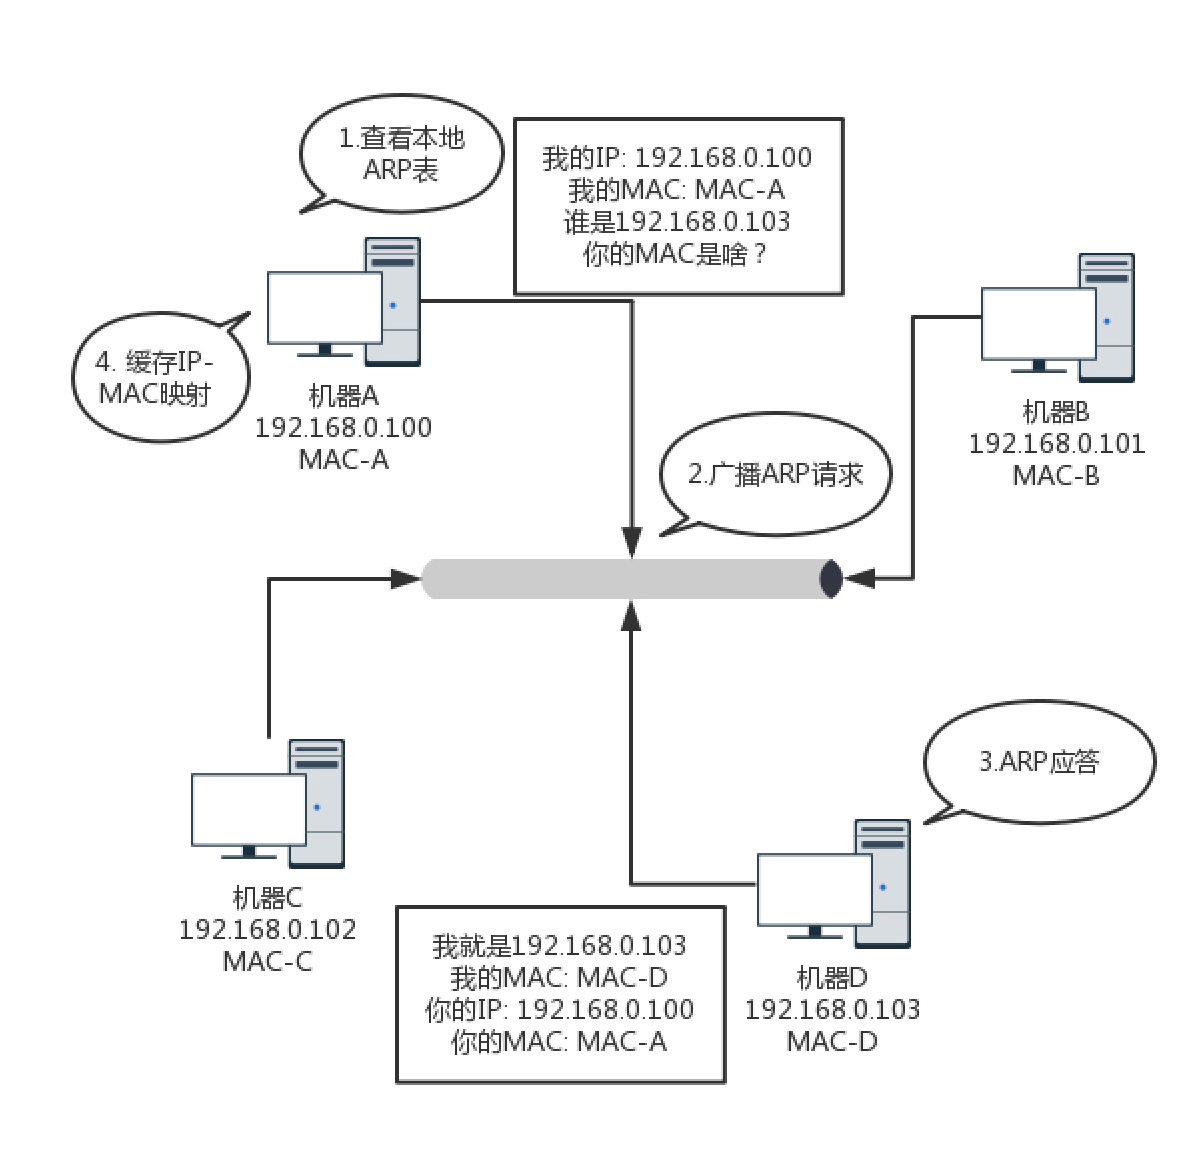 1.查看本地
ARP表
我的IP: 192.168.0.100
我的MAC: MAC-A
谁是192.168.0.103
你的MAC是啥？
4. 缓存IP-
MAC映射
机器A
192.168.0.100
MAC-A
机器B
192.168.0.101
MAC-B
2.广播ARP请求
3.ARP应答
机器C
192.168.0.102
MAC-C
我就是192.168.0.103
我的MAC: MAC-D
你的IP: 192.168.0.100
你的MAC: MAC-A
机器D
192.168.0.103
MAC-D